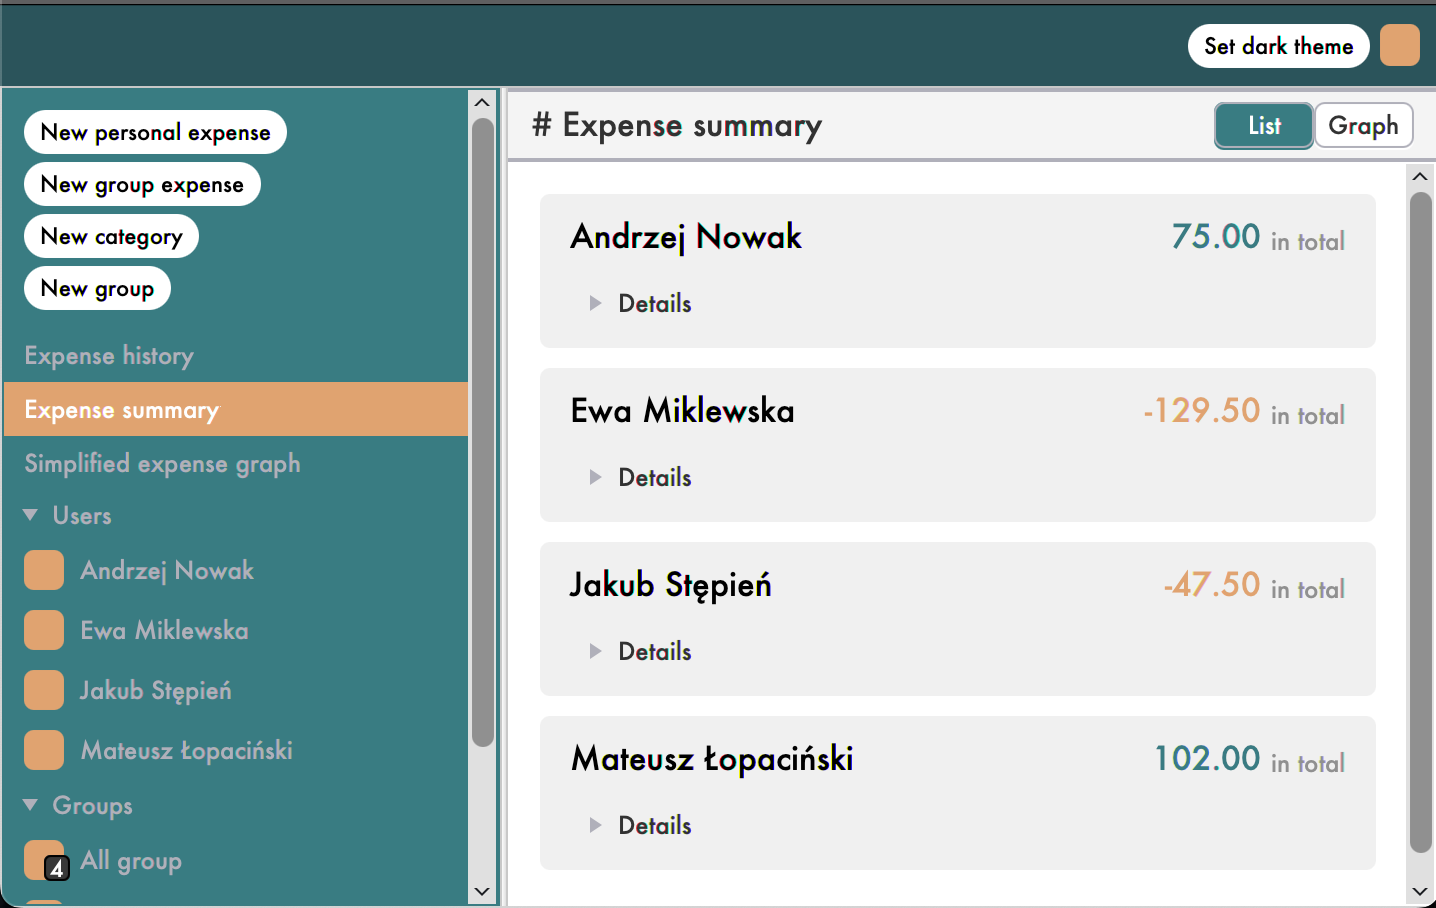 Set dark theme
New personal expense
New group expense
New category
New group
Expense history
Expense summary
Simplified expense graph
Users
Andrzej Nowak
Ewa Miklewska
Jakub Stępień
Mateusz Łopaciński
Groups
4
All group
# Expense summary
List
Graph
Andrzej Nowak
75.00 in total
Details
Ewa Miklewska
-129.50 in total
Details
Jakub Stępień
-47.50 in total
Details
Mateusz Łopaciński
102.00 in total
Details